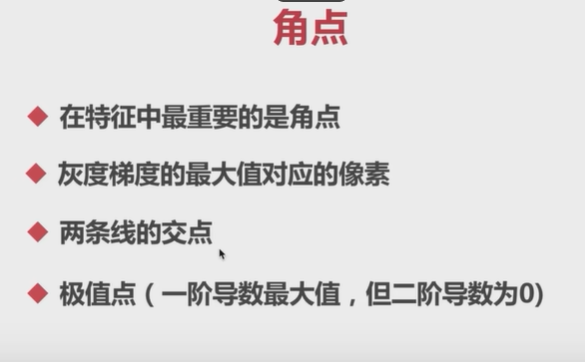 角点
在特征中最重要的是角点
灰度梯度的最大值对应的像素
两条线的交点
极值点（一阶导数最大值，但二阶导数为0)